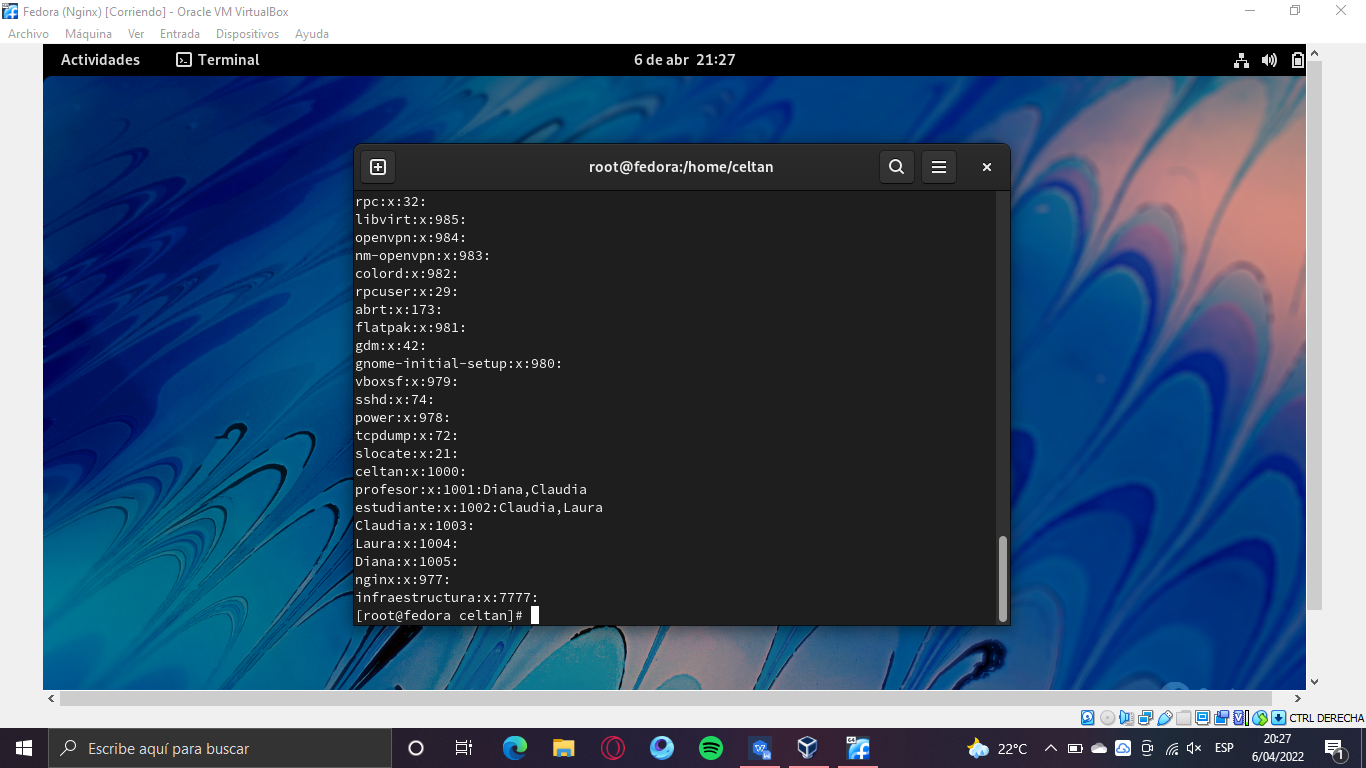 Fedora (Nginx) [Corriendo] - Oracle VM VirtualBox
Archivo Máquina Ver Entrada Dispositivos Ayuda
Actividades Terminal 6 de abr 21:27
root@fedora:/home/celtan
rpc:x:32:
libvirt:x:985:
openvpn:x:984:
nm-openvpn:x:983:
colord:x:982:
rpcuser:x:29:
abrt:x:173:
flatpak:x:981:
gdm:x:42:
gnome-initial-setup:x:980:
vboxsf:x:979:
sshd:x:74:
power:x:978:
tcpdump:x:72:
slocate:x:21:
celtan:x:1000:
profesor:x:1001:Diana,Claudia
estudiante:x:1002:Claudia,Laura
Claudia:x:1003:
Laura:x:1004:
Diana:x:1005:
nginx:x:977:
infraestructura:x:7777:
[root@fedora celtan]#
CTRL DERECHA
Escribe aquí para buscar 22°C ESP 20:27
6/04/2022 1